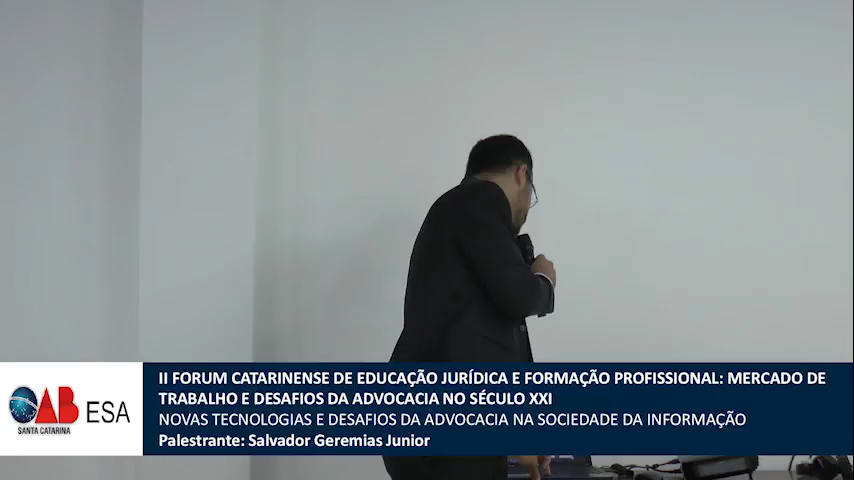 II FORUM CATARINENSE DE EDUCAÇÃO JURÍDICA E FORMAÇÃO PROFISSIONAL: MERCADO DE
TRABALHO E DESAFIOS DA ADVOCACIA NO SÉCULO XXI
NOVAS TECNOLOGIAS E DESAFIOS DA ADVOCACIA NA SOCIEDADE DA INFORMAÇÃO
Palestrante: Salvador Geremias Junior
OAB ESA
SANTA CATARINA